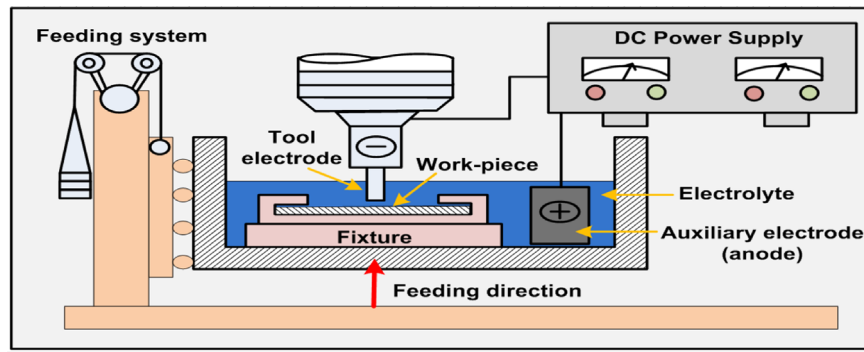 Feeding system
DC Power Supply
Tool
electrode
Work-piece
Electrolyte
Auxiliary electrode
(anode)
Fixture
Feeding direction